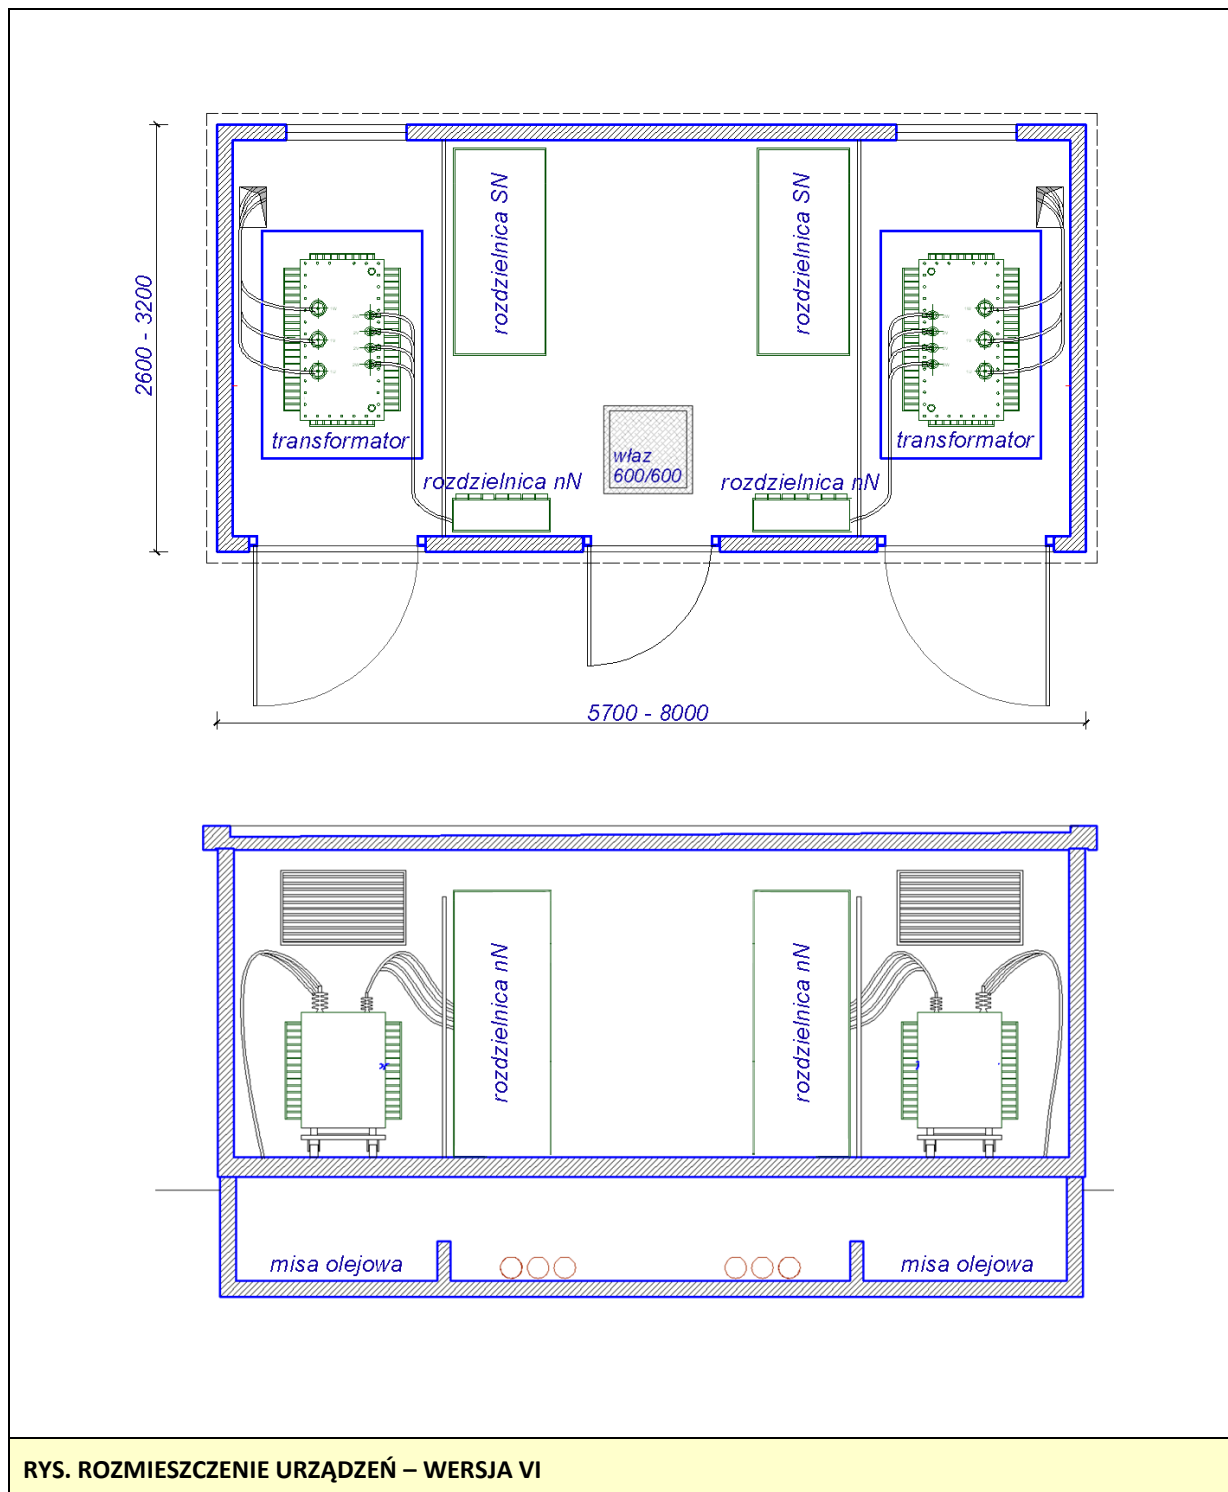 2600 - 3200
rozdzielnica SN
rozdzielnica SN
transformator
transformator
właz
600/600
rozdzielnica nN
rozdzielnica nN
5700 - 8000
rozdzielnica nN
rozdzielnica nN
misa olejowa
misa olejowa
RYS. ROZMIESZCZENIE URZĄDZEŃ – WERSJA VI